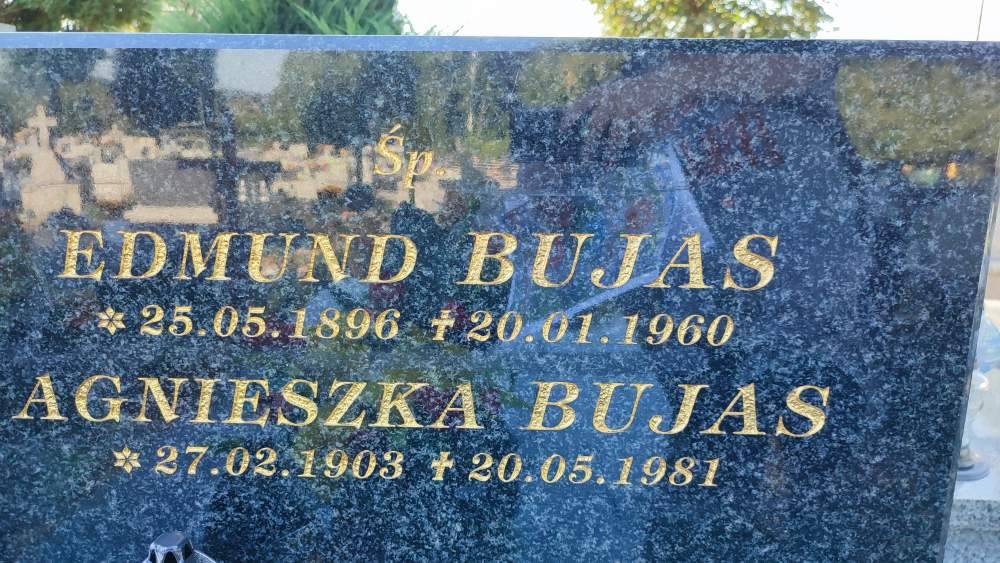 Śp.
EDMUND BUJAS
* 25.05.1896 ✝ 20.01.1960
AGNIESZKA BUJAS
* 27.02.1903 ✝ 20.05.1981